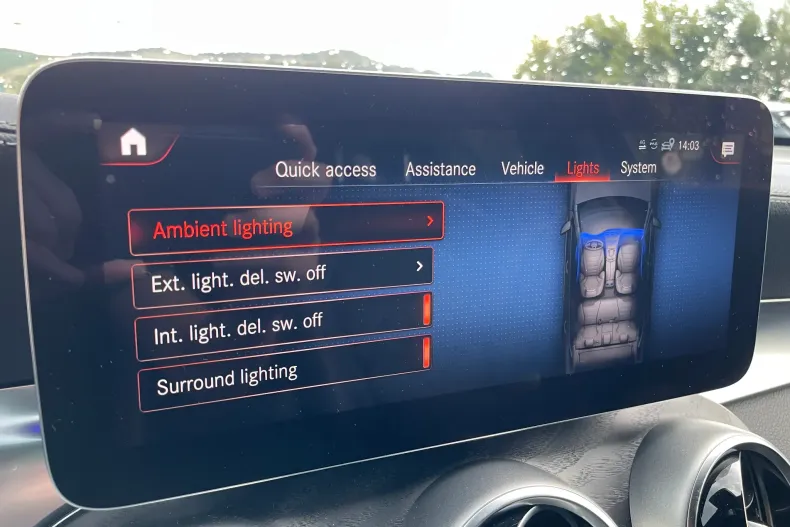 14:03
Quick access Assistance Vehicle Lights System
Ambient lighting
Ext. light. del. sw. off
Int. light. del. sw. off
Surround lighting